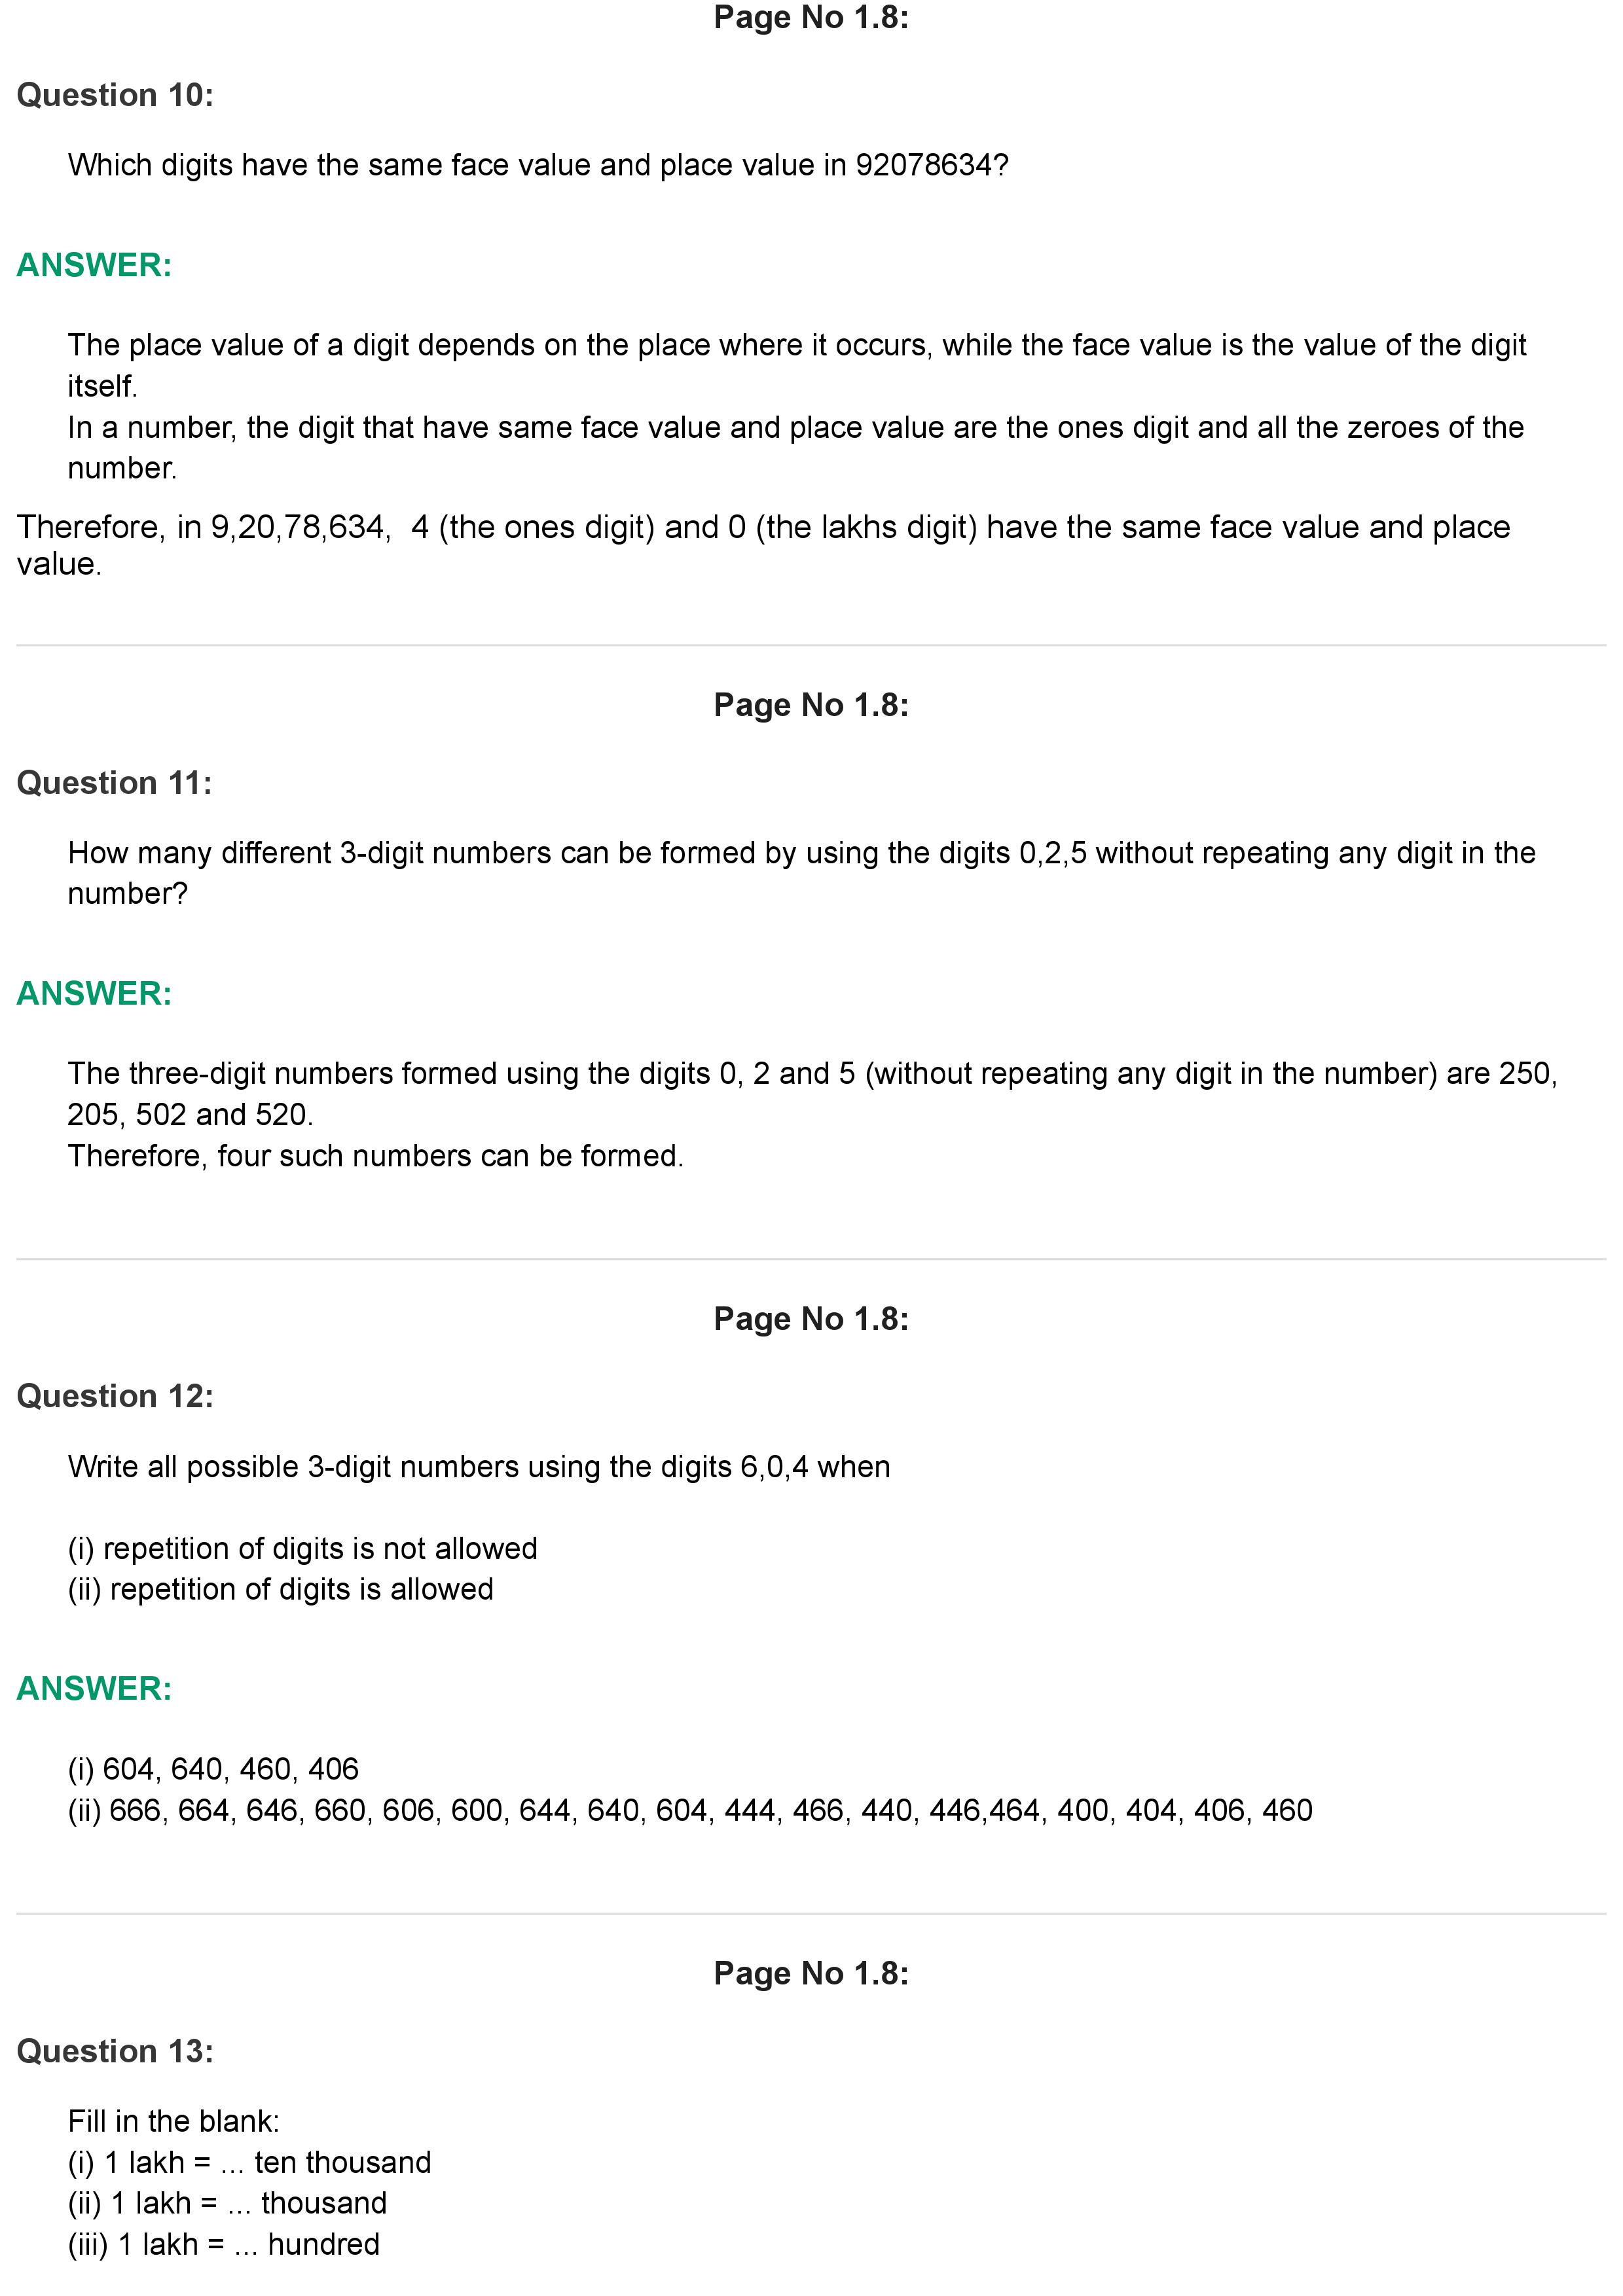 Page No 1.8:
Question 10:
Which digits have the same face value and place value in 92078634?
ANSWER:
The place value of a digit depends on the place where it occurs, while the face value is the value of the digit
itself.
In a number, the digit that have same face value and place value are the ones digit and all the zeroes of the
number.
Therefore, in 9,20,78,634,  4 (the ones digit) and 0 (the lakhs digit) have the same face value and place
value.
Page No 1.8:
Question 11:
How many different 3-digit numbers can be formed by using the digits 0,2,5 without repeating any digit in the
number?
ANSWER:
The three-digit numbers formed using the digits 0, 2 and 5 (without repeating any digit in the number) are 250,
205, 502 and 520.
Therefore, four such numbers can be formed.
Page No 1.8:
Question 12:
Write all possible 3-digit numbers using the digits 6,0,4 when
(i) repetition of digits is not allowed
(ii) repetition of digits is allowed
ANSWER:
(i) 604, 640, 460, 406
(ii) 666, 664, 646, 660, 606, 600, 644, 640, 604, 444, 466, 440, 446,464, 400, 404, 406, 460
Page No 1.8:
Question 13:
Fill in the blank:
(i) 1 lakh = ... ten thousand
(ii) 1 lakh = ... thousand
(iii) 1 lakh = ... hundred